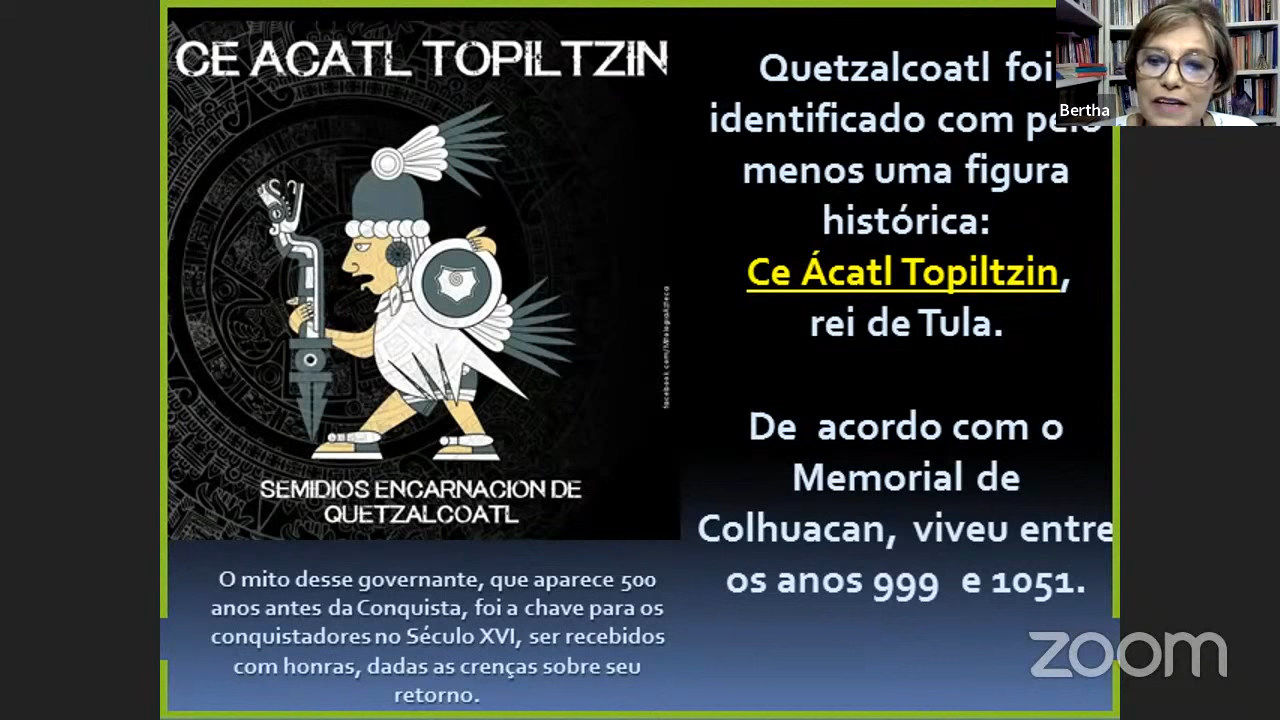 CE ACATL TOPILTZIN
facebook.com/MitologiaAzteca
SEMIDIOS ENCARNACION DE
QUETZALCOATL
O mito desse governante, que aparece 500
anos antes da Conquista, foi a chave para os
conquistadores no Século XVI, ser recebidos
com honras, dadas as crenças sobre seu
retorno.
Quetzalcoatl foi
identificado com pelo
menos uma figura
histórica:
Ce Ácatl Topiltzin,
rei de Tula.
De acordo com o
Memorial de
Colhuacan, viveu entre
os anos 999 e 1051.
Bertha
zoom